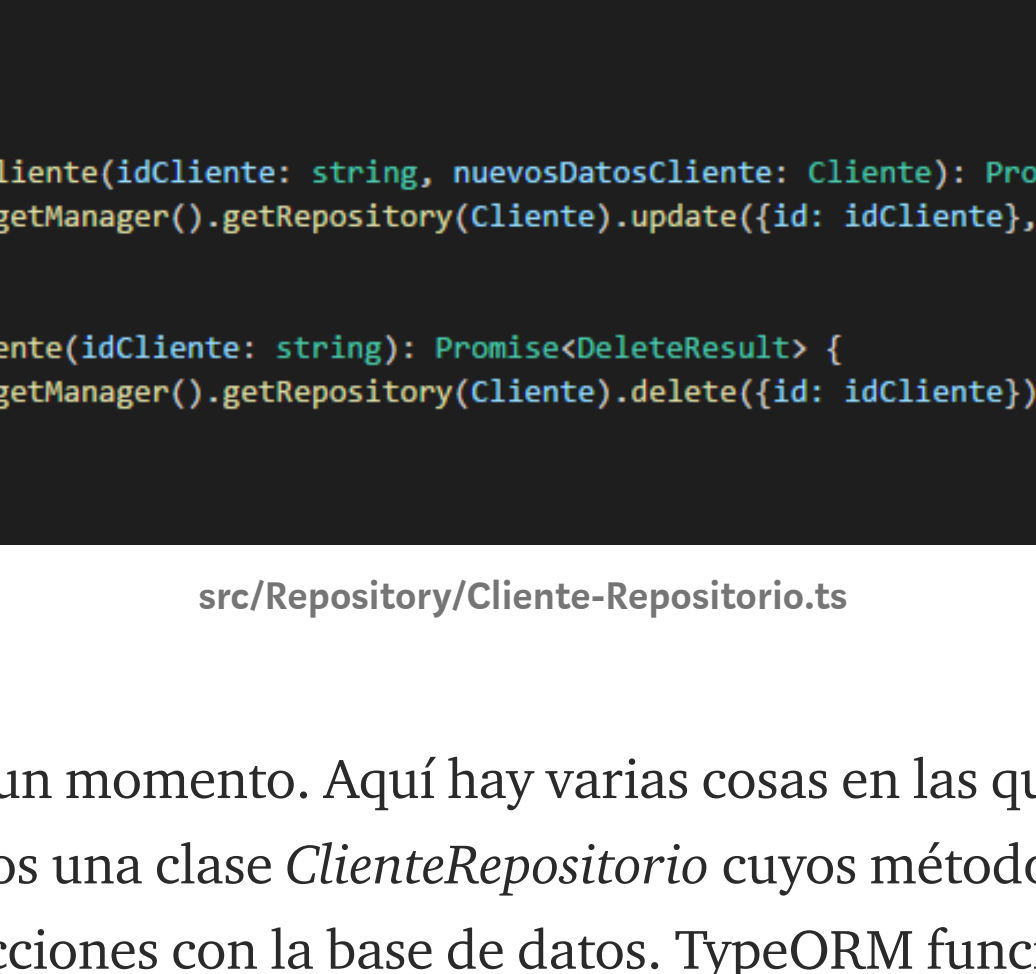 liente(idCliente: string, nuevosDatosCliente: Cliente): Pro
getManager().getRepository(Cliente).update({id: idCliente},
ente(idCliente: string): Promise<DeleteResult> {
getManager().getRepository(Cliente).delete({id: idCliente})
src/Repository/Cliente-Repositorio.ts
un momento. Aquí hay varias cosas en las qu
os una clase ClienteRepositorio cuyos método
cciones con la base de datos. TypeORM funci